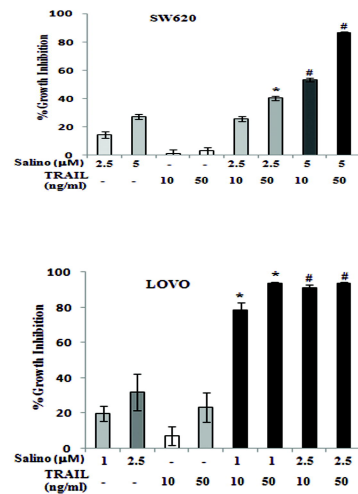 SW620
100
80
60
40
20
0
% Growth Inhibition
* # #
Salino (µM) 2.5 5 - - 2.5 2.5 5 5
TRAIL (ng/ml) - - 10 50 10 50 10 50
LOVO
100
80
60
40
20
0
% Growth Inhibition
* * # #
Salino (µM) 1 2.5 - - 1 1 2.5 2.5
TRAIL (ng/ml) - - 10 50 10 50 10 50